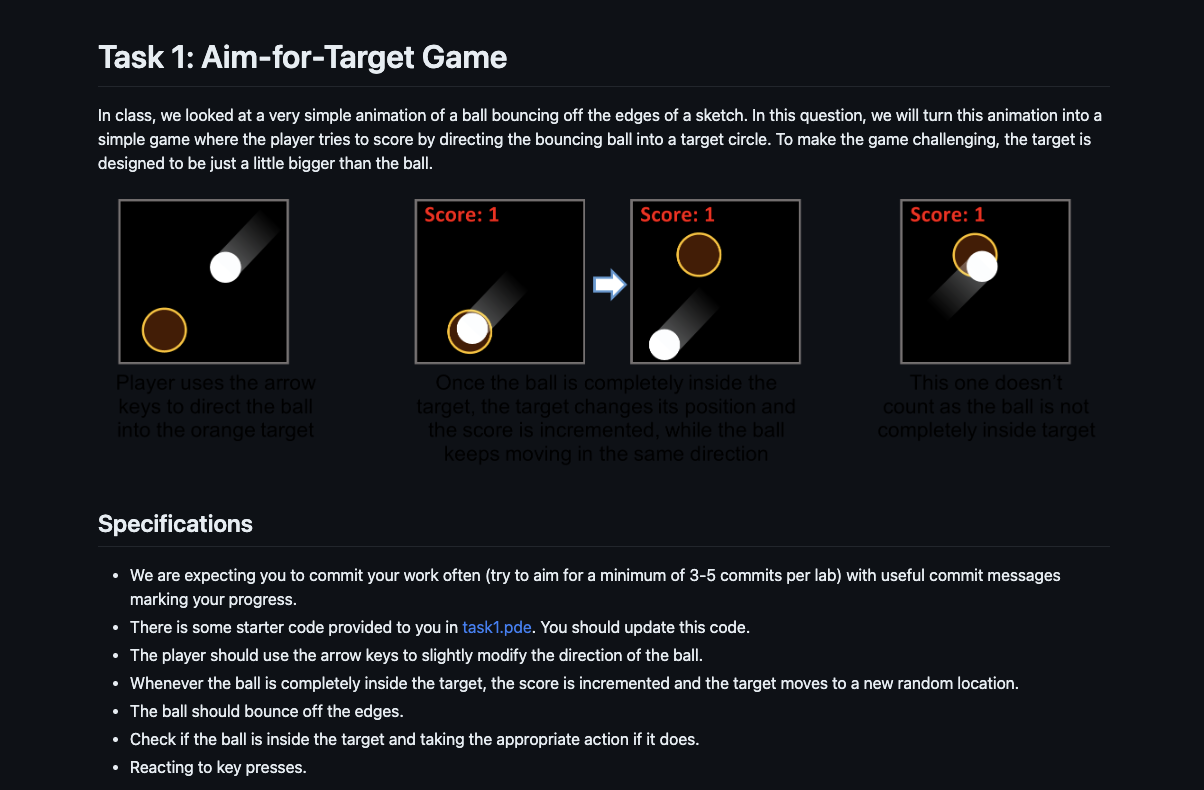 Task 1: Aim-for-Target Game
In class, we looked at a very simple animation of a ball bouncing off the edges of a sketch. In this question, we will turn this animation into a
simple game where the player tries to score by directing the bouncing ball into a target circle. To make the game challenging, the target is
designed to be just a little bigger than the ball.
Score: 1
Score: 1
Score: 1
Player uses the arrow
keys to direct the ball
into the orange target
Once the ball is completely inside the
target, the target changes its position and
the score is incremented, while the ball
keeps moving in the same direction
This one doesn't
count as the ball is not
completely inside target
Specifications
• We are expecting you to commit your work often (try to aim for a minimum of 3-5 commits per lab) with useful commit messages
marking your progress.
• There is some starter code provided to you in task1.pde. You should update this code.
• The player should use the arrow keys to slightly modify the direction of the ball.
• Whenever the ball is completely inside the target, the score is incremented and the target moves to a new random location.
• The ball should bounce off the edges.
• Check if the ball is inside the target and taking the appropriate action if it does.
• Reacting to key presses.